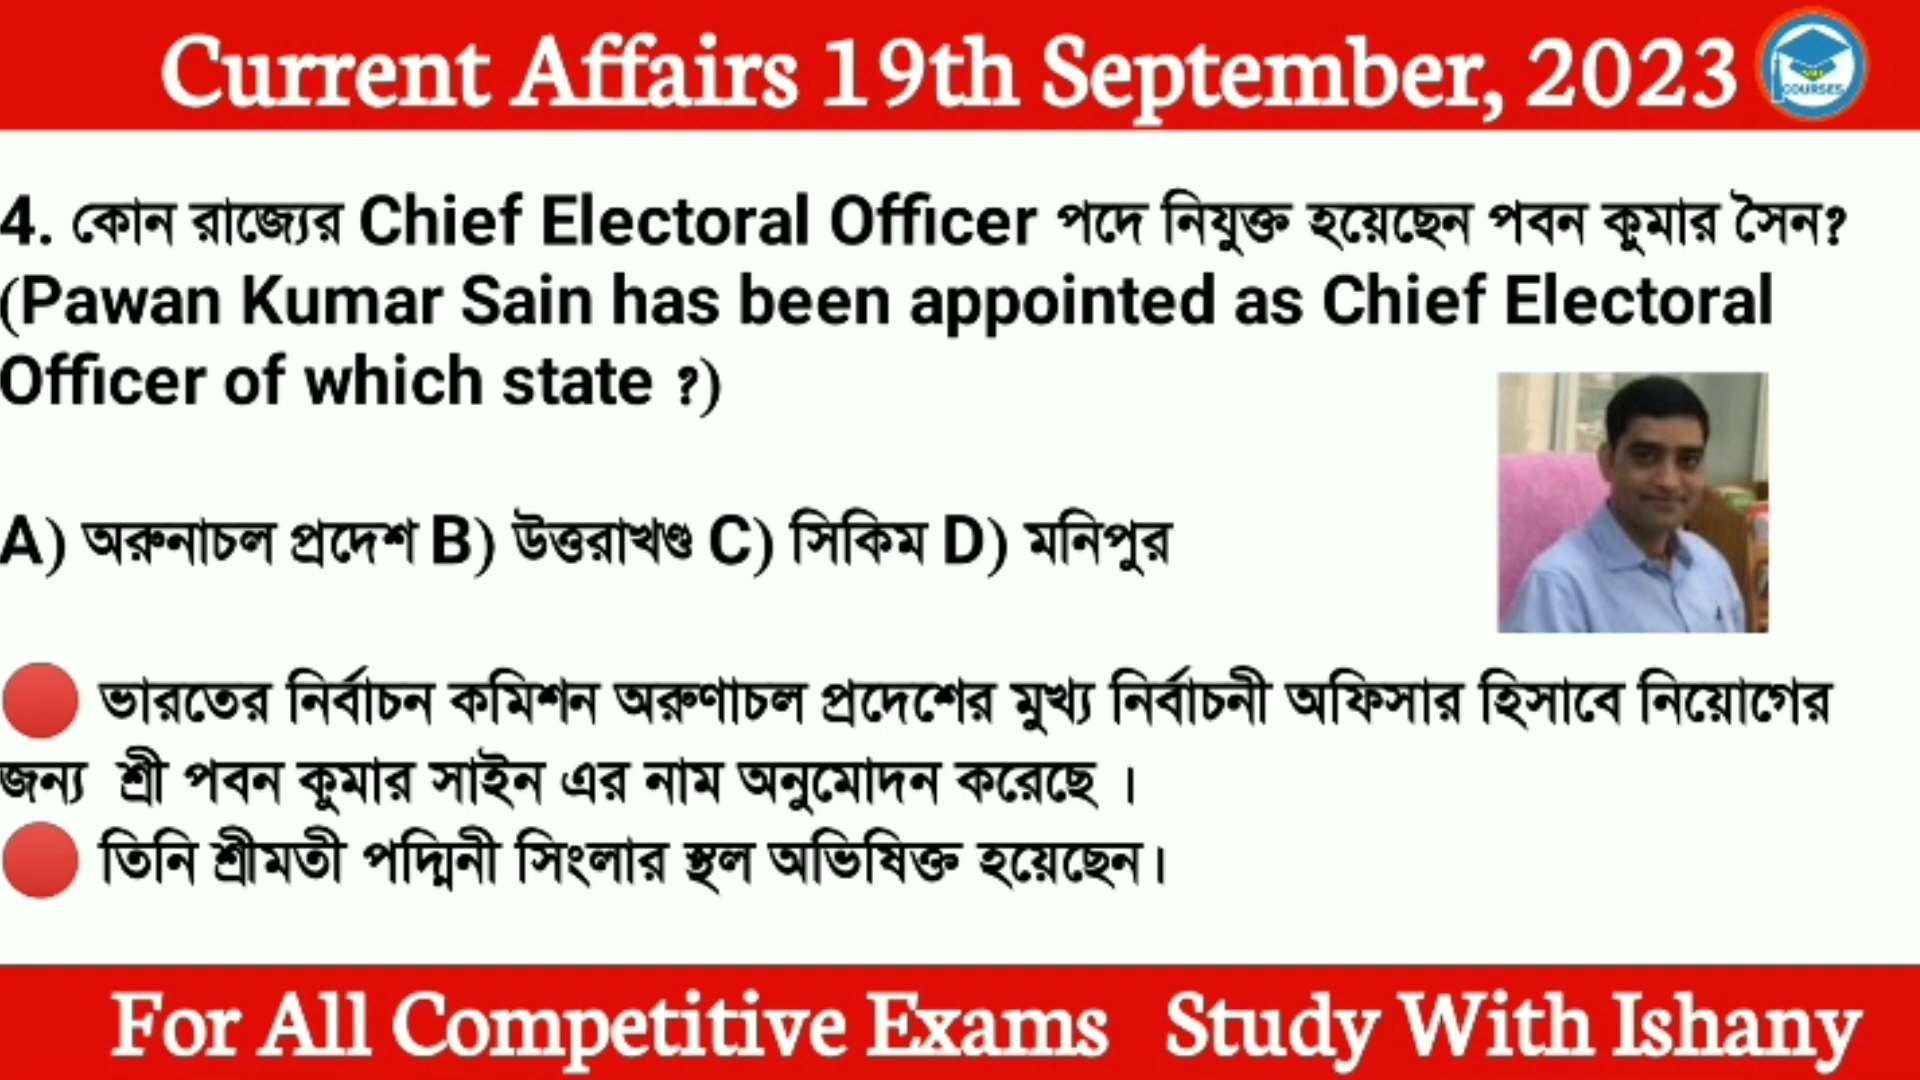 Current Affairs 19th September, 2023
COURSES
4. কোন রাজ্যের Chief Electoral Officer পদে নিযুক্ত হয়েছেন পবন কুমার সৈন?
(Pawan Kumar Sain has been appointed as Chief Electoral
Officer of which state ?)
A) অরুনাচল প্রদেশ B) উত্তরাখণ্ড C) সিকিম D) মনিপুর
ভারতের নির্বাচন কমিশন অরুণাচল প্রদেশের মুখ্য নির্বাচনী অফিসার হিসাবে নিয়োগের
জন্য শ্রী পবন কুমার সাইন এর নাম অনুমোদন করেছে ।
তিনি শ্রীমতী পদ্মিনী সিংলার স্থল অভিষিক্ত হয়েছেন।
For All Competitive Exams Study With Ishany